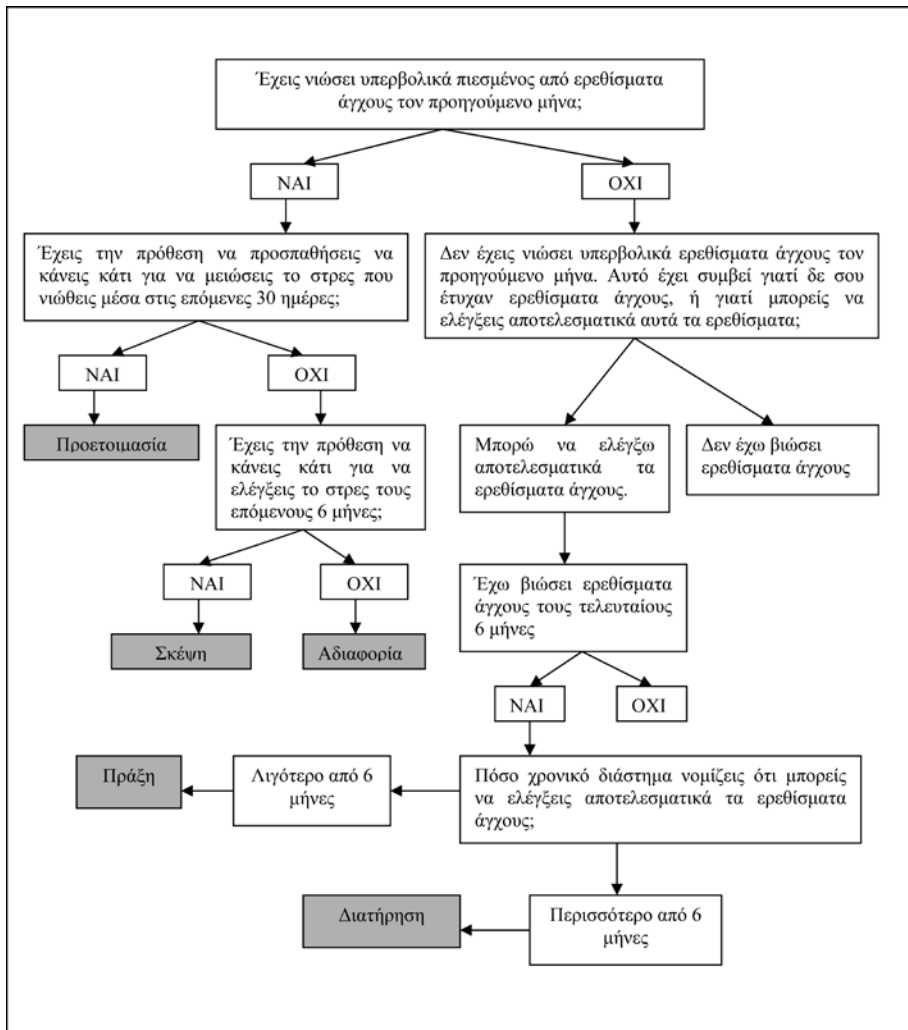 Έχεις νιώσει υπερβολικά πιεσμένος από ερεθίσματα
άγχους τον προηγούμενο μήνα;
ΝΑΙ
ΟΧΙ
Έχεις την πρόθεση να προσπαθήσεις να
κάνεις κάτι για να μειώσεις το στρες που
νιώθεις μέσα στις επόμενες 30 ημέρες;
Δεν έχεις νιώσει υπερβολικά ερεθίσματα άγχους τον
προηγούμενο μήνα. Αυτό έχει συμβεί γιατί δε σου
έτυχαν ερεθίσματα άγχους, ή γιατί μπορείς να
ελέγξεις αποτελεσματικά αυτά τα ερεθίσματα;
ΝΑΙ
ΟΧΙ
Προετοιμασία
Έχεις την πρόθεση να
κάνεις κάτι για να
ελέγξεις το στρες τους
επόμενους 6 μήνες;
Μπορώ να ελέγξω
αποτελεσματικά τα
ερεθίσματα άγχους.
Δεν έχω βιώσει
ερεθίσματα άγχους
ΝΑΙ
ΟΧΙ
Έχω βιώσει ερεθίσματα
άγχους τους τελευταίους
6 μήνες
Σκέψη
Αδιαφορία
ΝΑΙ
ΟΧΙ
Πράξη
Λιγότερο από 6
μήνες
Πόσο χρονικό διάστημα νομίζεις ότι μπορείς
να ελέγξεις αποτελεσματικά τα ερεθίσματα
άγχους;
Διατήρηση
Περισσότερο από 6
μήνες